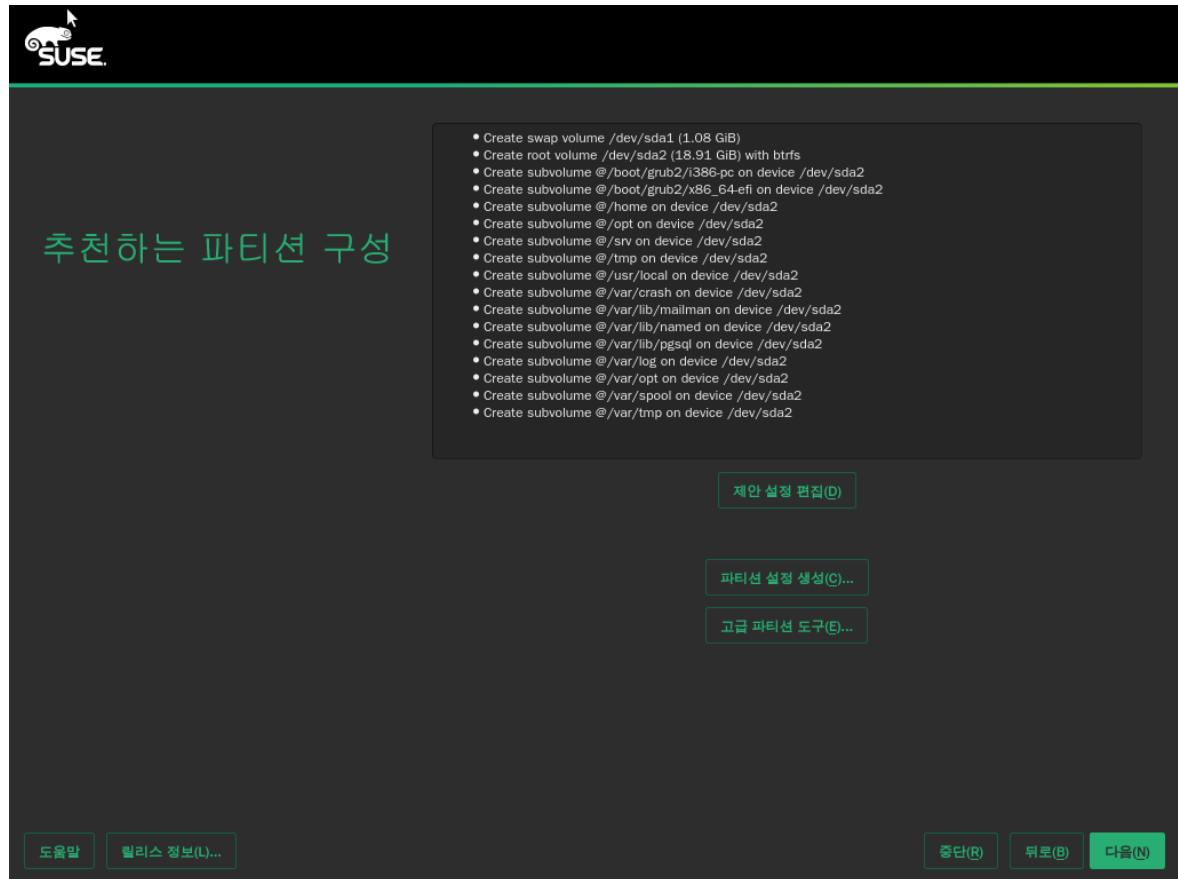 SUSE.
추천하는 파티션 구성
• Create swap volume /dev/sda1 (1.08 GiB)
• Create root volume /dev/sda2 (18.91 GiB) with btrfs
• Create subvolume @/boot/grub2/i386-pc on device /dev/sda2
• Create subvolume @/boot/grub2/x86_64-efi on device /dev/sda2
• Create subvolume @/home on device /dev/sda2
• Create subvolume @/opt on device /dev/sda2
• Create subvolume @/srv on device /dev/sda2
• Create subvolume @/tmp on device /dev/sda2
• Create subvolume @/usr/local on device /dev/sda2
• Create subvolume @/var/crash on device /dev/sda2
• Create subvolume @/var/lib/mailman on device /dev/sda2
• Create subvolume @/var/lib/named on device /dev/sda2
• Create subvolume @/var/lib/pgsql on device /dev/sda2
• Create subvolume @/var/log on device /dev/sda2
• Create subvolume @/var/opt on device /dev/sda2
• Create subvolume @/var/spool on device /dev/sda2
• Create subvolume @/var/tmp on device /dev/sda2
제안 설정 편집(D)
파티션 설정 생성(C)...
고급 파티션 도구(E)...
도움말
릴리스 정보(L)...
중단(R)
뒤로(B)
다음(N)